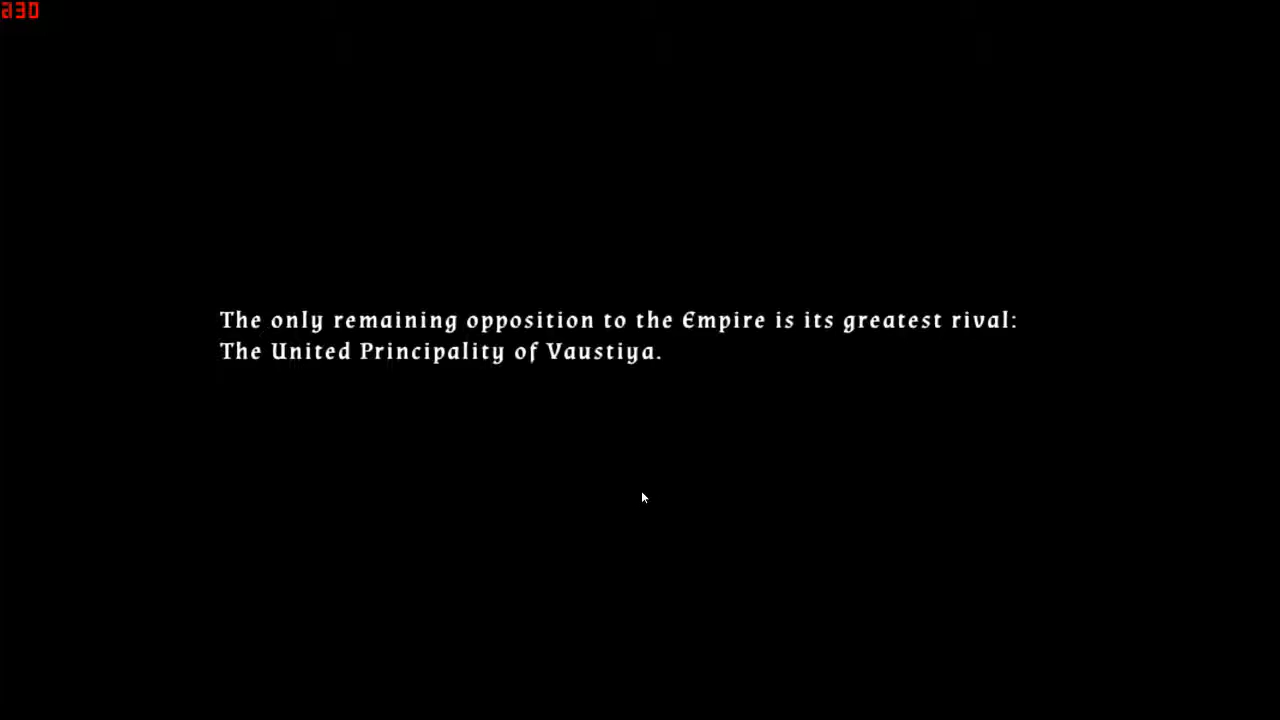 230
The only remaining opposition to the Empire is its greatest rival:
The United Principality of Vaustiya.